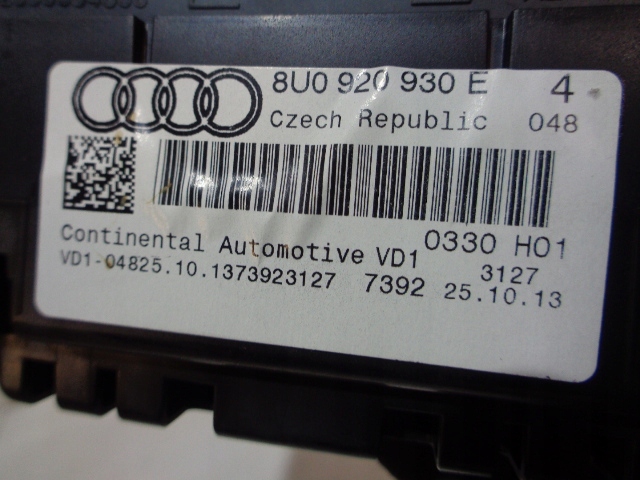 8U0 920 930 E 4
Czech Republic 048
Continental Automotive VD1 0330 H01
3127
VD1-04825.10.1373923127 7392 25.10.13